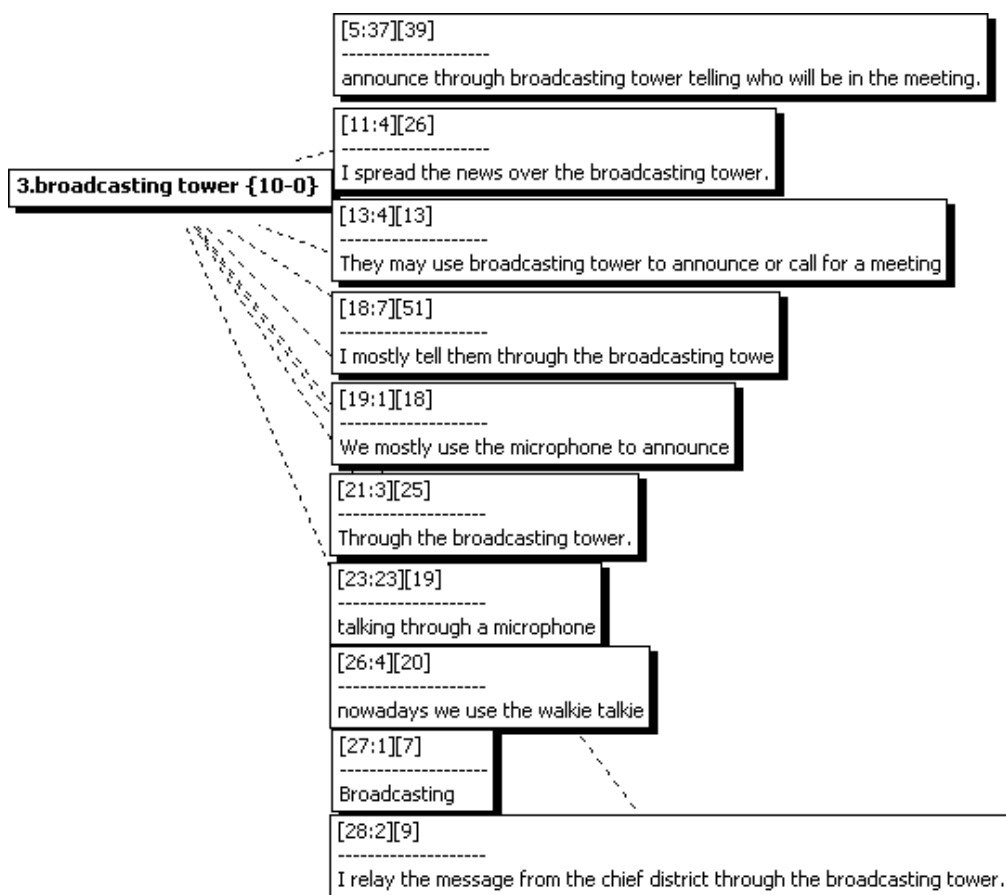 [5:37][39]
--------------------
announce through broadcasting tower telling who will be in the meeting.
[11:4][26]
--------------------
I spread the news over the broadcasting tower.
3.broadcasting tower {10-0}
[13:4][13]
--------------------
They may use broadcasting tower to announce or call for a meeting
[18:7][51]
--------------------
I mostly tell them through the broadcasting towe
[19:1][18]
--------------------
We mostly use the microphone to announce
[21:3][25]
--------------------
Through the broadcasting tower.
[23:23][19]
--------------------
talking through a microphone
[26:4][20]
--------------------
nowadays we use the walkie talkie
[27:1][7]
--------------------
Broadcasting
[28:2][9]
--------------------
I relay the message from the chief district through the broadcasting tower.